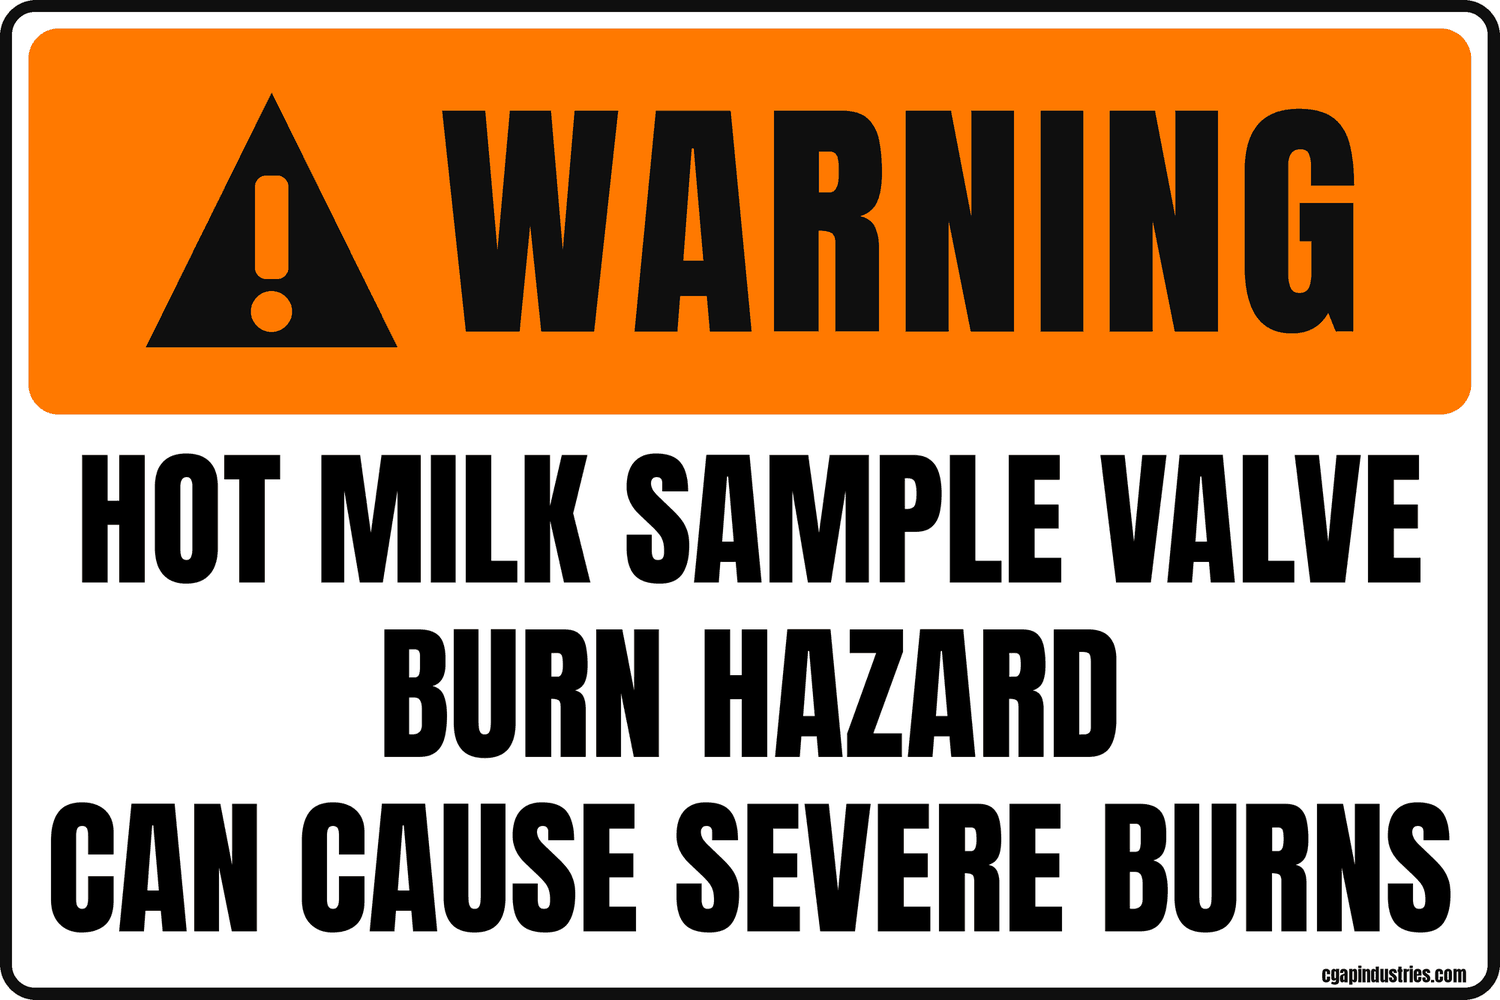 WARNING
HOT MILK SAMPLE VALVE
BURN HAZARD
CAN CAUSE SEVERE BURNS
cgapindustries.com